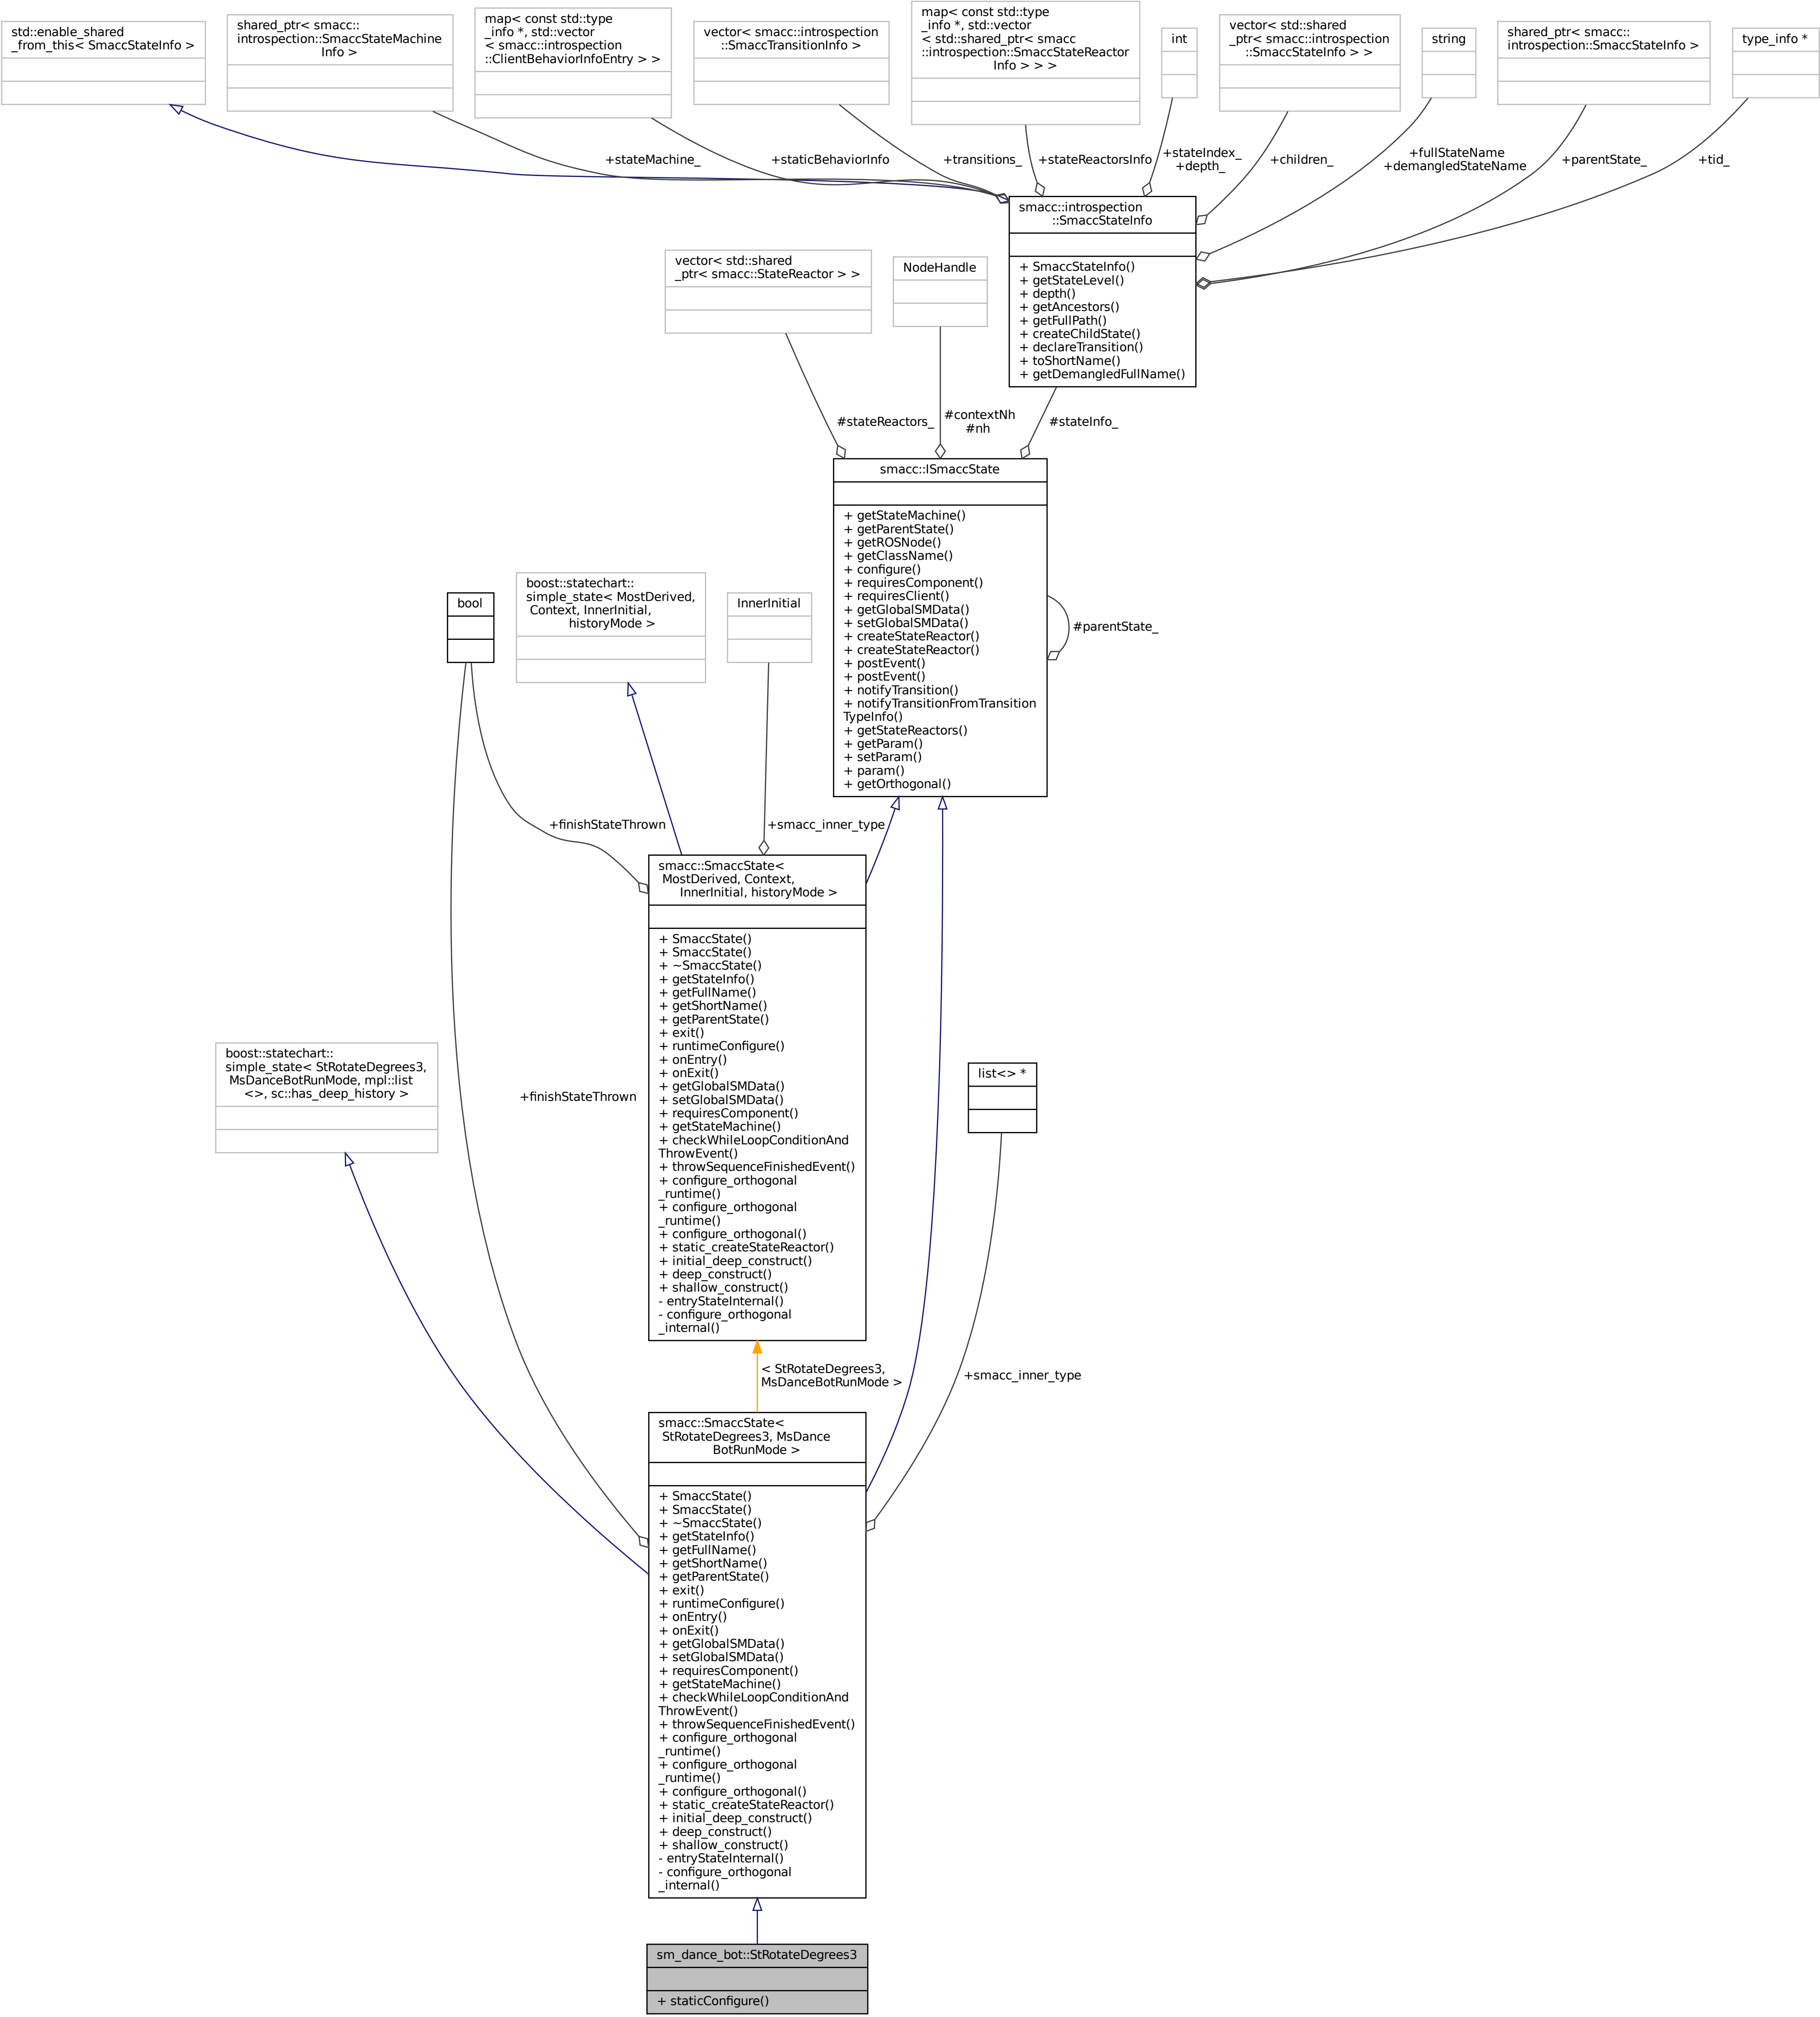 std::enable_shared
_from_this< SmaccStateInfo >
shared_ptr< smacc::
introspection::SmaccStateMachine
Info >
map< const std::type
_info *, std::vector
< smacc::introspection
::ClientBehaviorInfoEntry > >
vector< smacc::introspection
::SmaccTransitionInfo >
map< const std::type
_info *, std::vector
< std::shared_ptr< smacc
::introspection::SmaccStateReactor
Info > > >
int
vector< std::shared
_ptr< smacc::introspection
::SmaccStateInfo > >
string
shared_ptr< smacc::
introspection::SmaccStateInfo >
type_info *
+stateMachine_
+staticBehaviorInfo
+transitions_
+stateReactorsInfo
+stateIndex_
+depth_
+children_
+fullStateName
+demangledStateName
+parentState_
+tid_
smacc::introspection
::SmaccStateInfo
+ SmaccStateInfo()
+ getStateLevel()
+ depth()
+ getAncestors()
+ getFullPath()
+ createChildState()
+ declareTransition()
+ toShortName()
+ getDemangledFullName()
vector< std::shared
_ptr< smacc::StateReactor > >
NodeHandle
#stateReactors_
#contextNh
#nh
#stateInfo_
smacc::ISmaccState
+ getStateMachine()
+ getParentState()
+ getROSNode()
+ getClassName()
+ configure()
+ requiresComponent()
+ requiresClient()
+ getGlobalSMData()
+ setGlobalSMData()
+ createStateReactor()
+ createStateReactor()
+ postEvent()
+ postEvent()
+ notifyTransition()
+ notifyTransitionFromTransition
TypeInfo()
+ getStateReactors()
+ getParam()
+ setParam()
+ param()
+ getOrthogonal()
#parentState_
bool
boost::statechart::
simple_state< MostDerived,
Context, InnerInitial,
historyMode >
InnerInitial
+finishStateThrown
+smacc_inner_type
smacc::SmaccState<
MostDerived, Context,
InnerInitial, historyMode >
+ SmaccState()
+ SmaccState()
+ ~SmaccState()
+ getStateInfo()
+ getFullName()
+ getShortName()
+ getParentState()
+ exit()
+ runtimeConfigure()
+ onEntry()
+ onExit()
+ getGlobalSMData()
+ setGlobalSMData()
+ requiresComponent()
+ getStateMachine()
+ checkWhileLoopConditionAnd
ThrowEvent()
+ throwSequenceFinishedEvent()
+ configure_orthogonal
_runtime()
+ configure_orthogonal
_runtime()
+ configure_orthogonal()
+ static_createStateReactor()
+ initial_deep_construct()
+ deep_construct()
+ shallow_construct()
- entryStateInternal()
- configure_orthogonal
_internal()
boost::statechart::
simple_state< StRotateDegrees3,
MsDanceBotRunMode, mpl::list
<>, sc::has_deep_history >
+finishStateThrown
list<> *
< StRotateDegrees3,
MsDanceBotRunMode >
+smacc_inner_type
smacc::SmaccState<
StRotateDegrees3, MsDance
BotRunMode >
+ SmaccState()
+ SmaccState()
+ ~SmaccState()
+ getStateInfo()
+ getFullName()
+ getShortName()
+ getParentState()
+ exit()
+ runtimeConfigure()
+ onEntry()
+ onExit()
+ getGlobalSMData()
+ setGlobalSMData()
+ requiresComponent()
+ getStateMachine()
+ checkWhileLoopConditionAnd
ThrowEvent()
+ throwSequenceFinishedEvent()
+ configure_orthogonal
_runtime()
+ configure_orthogonal
_runtime()
+ configure_orthogonal()
+ static_createStateReactor()
+ initial_deep_construct()
+ deep_construct()
+ shallow_construct()
- entryStateInternal()
- configure_orthogonal
_internal()
sm_dance_bot::StRotateDegrees3
+ staticConfigure()